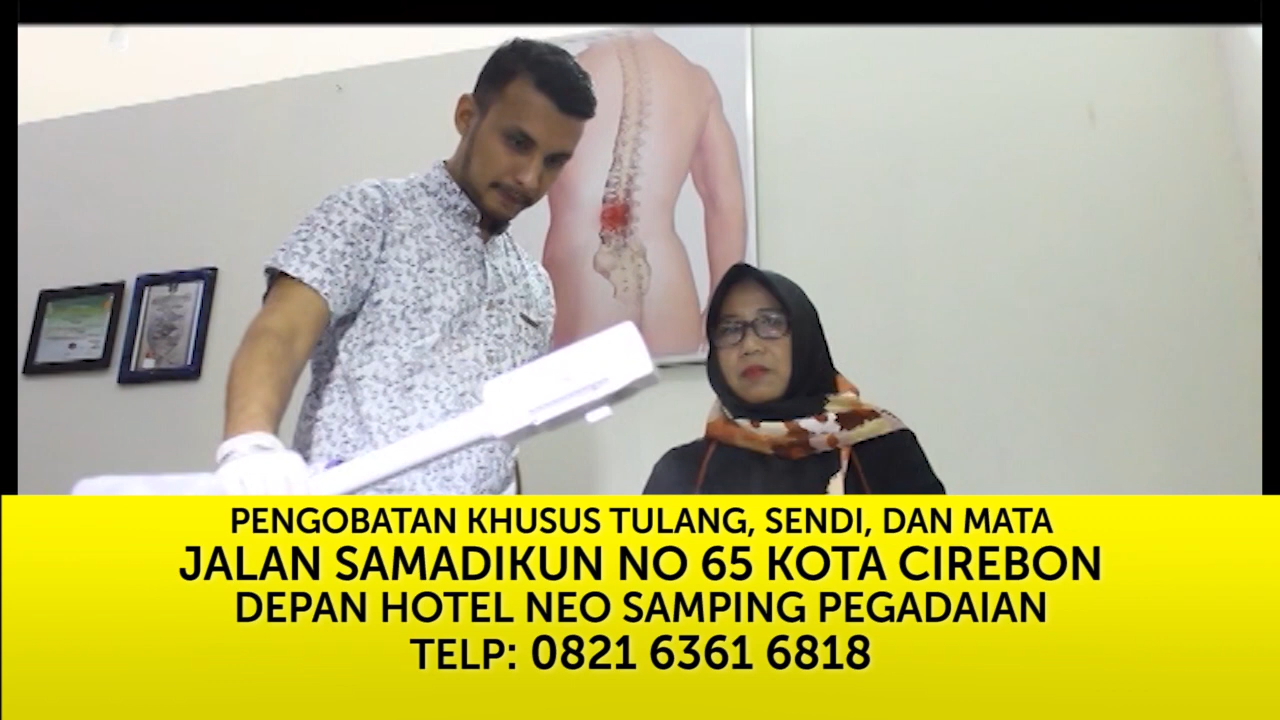 PENGOBATAN KHUSUS TULANG, SENDI, DAN MATA
JALAN SAMADIKUN NO 65 KOTA CIREBON
DEPAN HOTEL NEO SAMPING PEGADAIAN
TELP: 0821 6361 6818